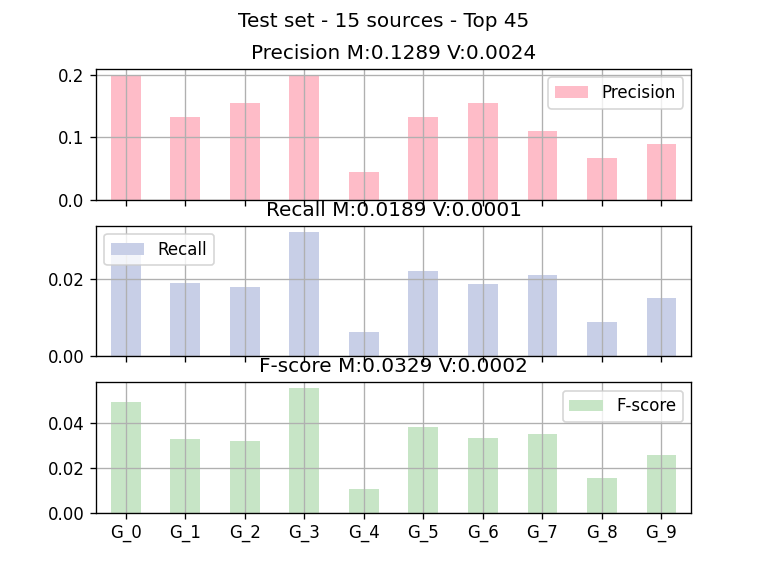 Test set - 15 sources - Top 45
Precision M:0.1289 V:0.0024
0.2
0.1
0.0
Precision
Recall M:0.0189 V:0.0001
0.02
0.00
Recall
F-score M:0.0329 V:0.0002
0.04
0.02
0.00
F-score
G_0 G_1 G_2 G_3 G_4 G_5 G_6 G_7 G_8 G_9